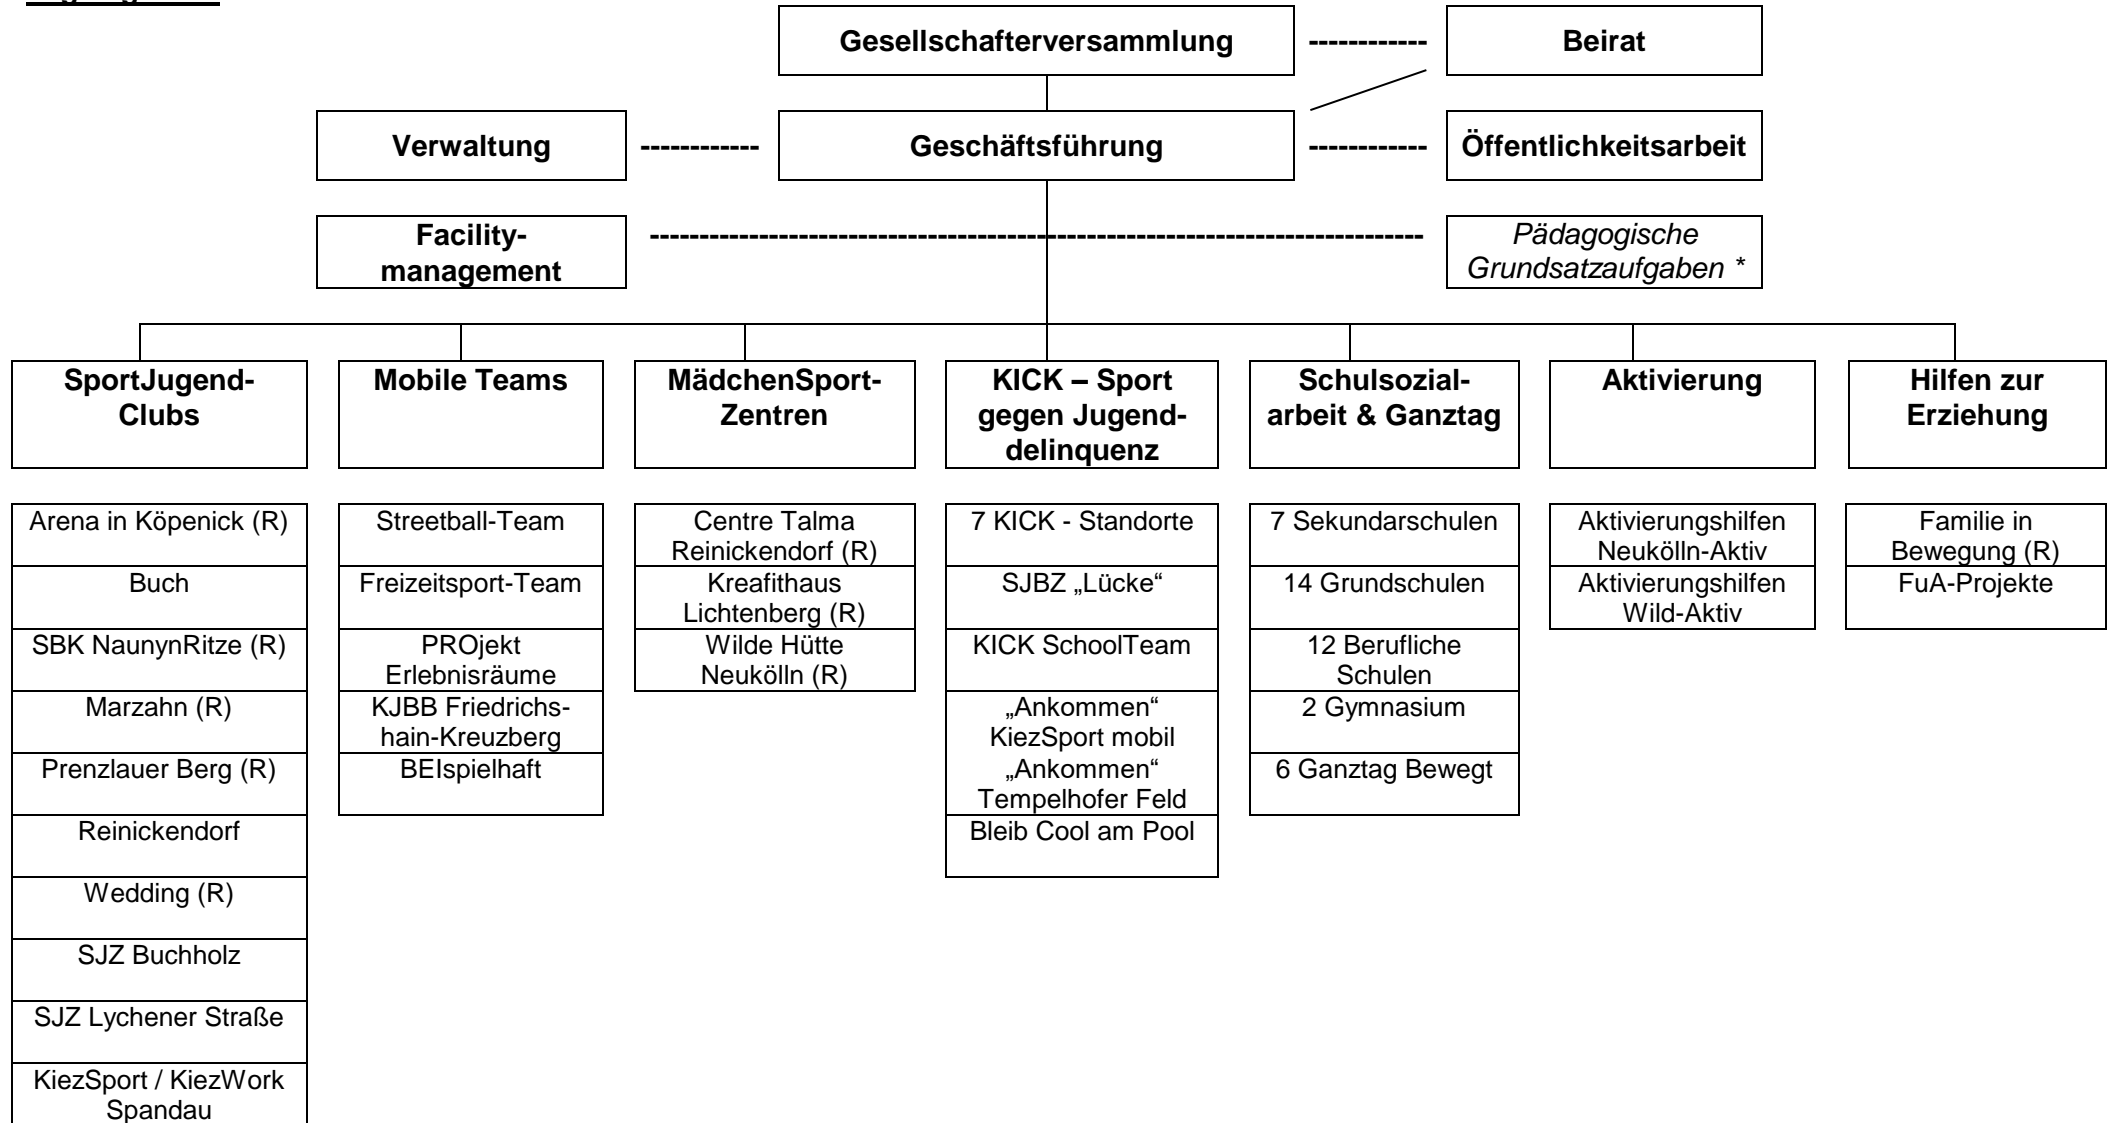 Gesellschafterversammlung ------------ Beirat
Verwaltung ------------ Geschäftsführung ------------ Öffentlichkeitsarbeit
Facility-
management
Pädagogische
Grundsatzaufgaben *
SportJugend-
Clubs
Mobile Teams
MädchenSport-
Zentren
KICK – Sport
gegen Jugend-
delinquenz
Schulsozial-
arbeit & Ganztag
Aktivierung
Hilfen zur
Erziehung
Arena in Köpenick (R)
Buch
SBK NaunynRitze (R)
Marzahn (R)
Prenzlauer Berg (R)
Reinickendorf
Wedding (R)
SJZ Buchholz
SJZ Lychener Straße
KiezSport / KiezWork
Spandau
Streetball-Team
Freizeitsport-Team
PROjekt
Erlebnisräume
KJBB Friedrichs-
hain-Kreuzberg
BEIspielhaft
Centre Talma
Reinickendorf (R)
Kreafithaus
Lichtenberg (R)
Wilde Hütte
Neukölln (R)
7 KICK - Standorte
SJBZ „Lücke“
KICK SchoolTeam
„Ankommen“
KiezSport mobil
„Ankommen“
Tempelhofer Feld
Bleib Cool am Pool
7 Sekundarschulen
14 Grundschulen
12 Berufliche
Schulen
2 Gymnasium
6 Ganztag Bewegt
Aktivierungshilfen
Neukölln-Aktiv
Aktivierungshilfen
Wild-Aktiv
Familie in
Bewegung (R)
FuA-Projekte